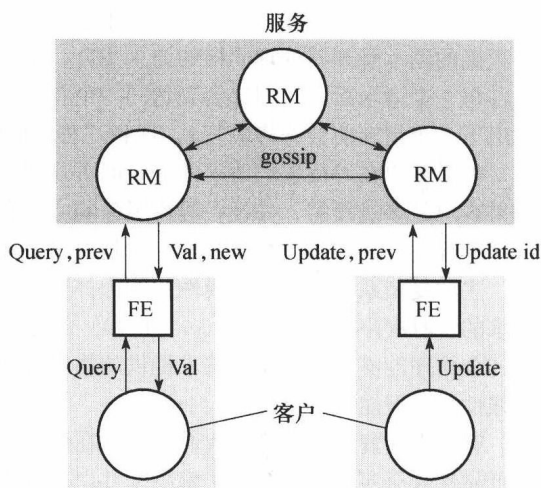 服务
RM
gossip
RM
RM
Query, prev
Val, new
Update, prev
Update id
FE
FE
Query
Val
Update
客户